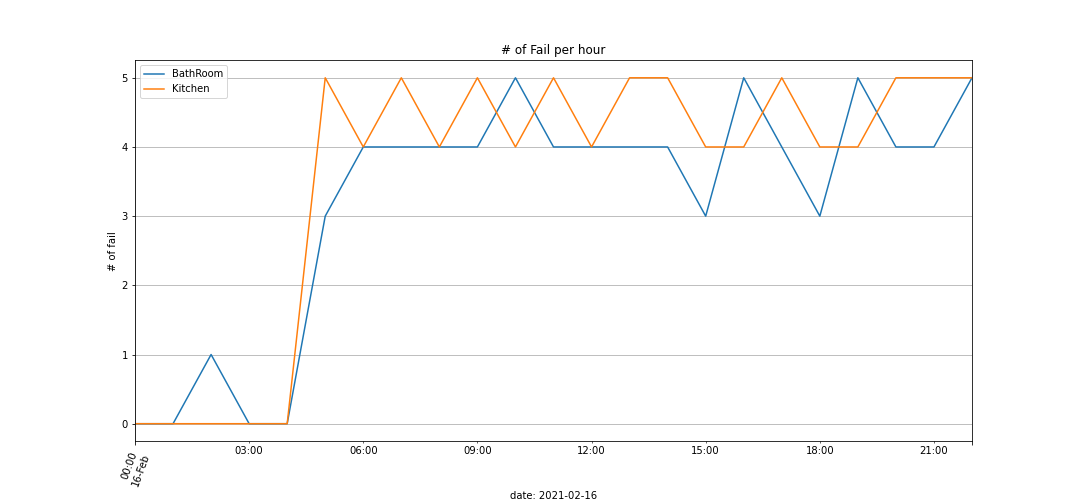 # of Fail per hour
BathRoom
Kitchen
5
4
3
2
1
0
# of fail
00:00
16-Feb
03:00
06:00
09:00
12:00
15:00
18:00
21:00
date: 2021-02-16